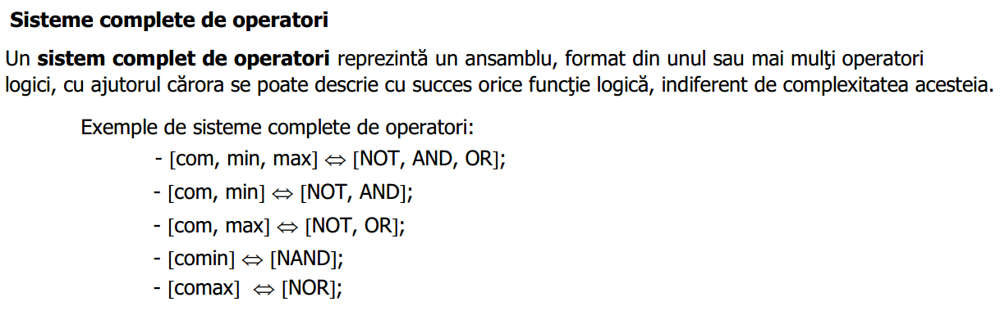 Sisteme complete de operatori
Un sistem complet de operatori reprezintă un ansamblu, format din unul sau mai mulţi operatori
logici, cu ajutorul cărora se poate descrie cu succes orice funcţie logică, indiferent de complexitatea acesteia.
Exemple de sisteme complete de operatori:
- [com, min, max] ⇔ [NOT, AND, OR];
- [com, min] ⇔ [NOT, AND];
- [com, max] ⇔ [NOT, OR];
- [comin] ⇔ [NAND];
- [comax] ⇔ [NOR];